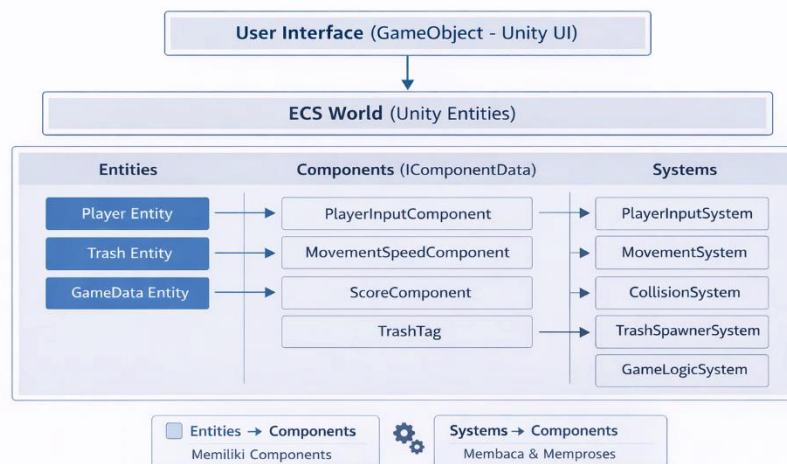 User Interface (GameObject - Unity UI)
ECS World (Unity Entities)
Entities
Components (IComponentData)
Systems
Player Entity
PlayerInputComponent
PlayerInputSystem
Trash Entity
MovementSpeedComponent
MovementSystem
GameData Entity
ScoreComponent
CollisionSystem
TrashTag
TrashSpawnerSystem
GameLogicSystem
Entities → Components
Memiliki Components
Systems → Components
Membaca & Memproses